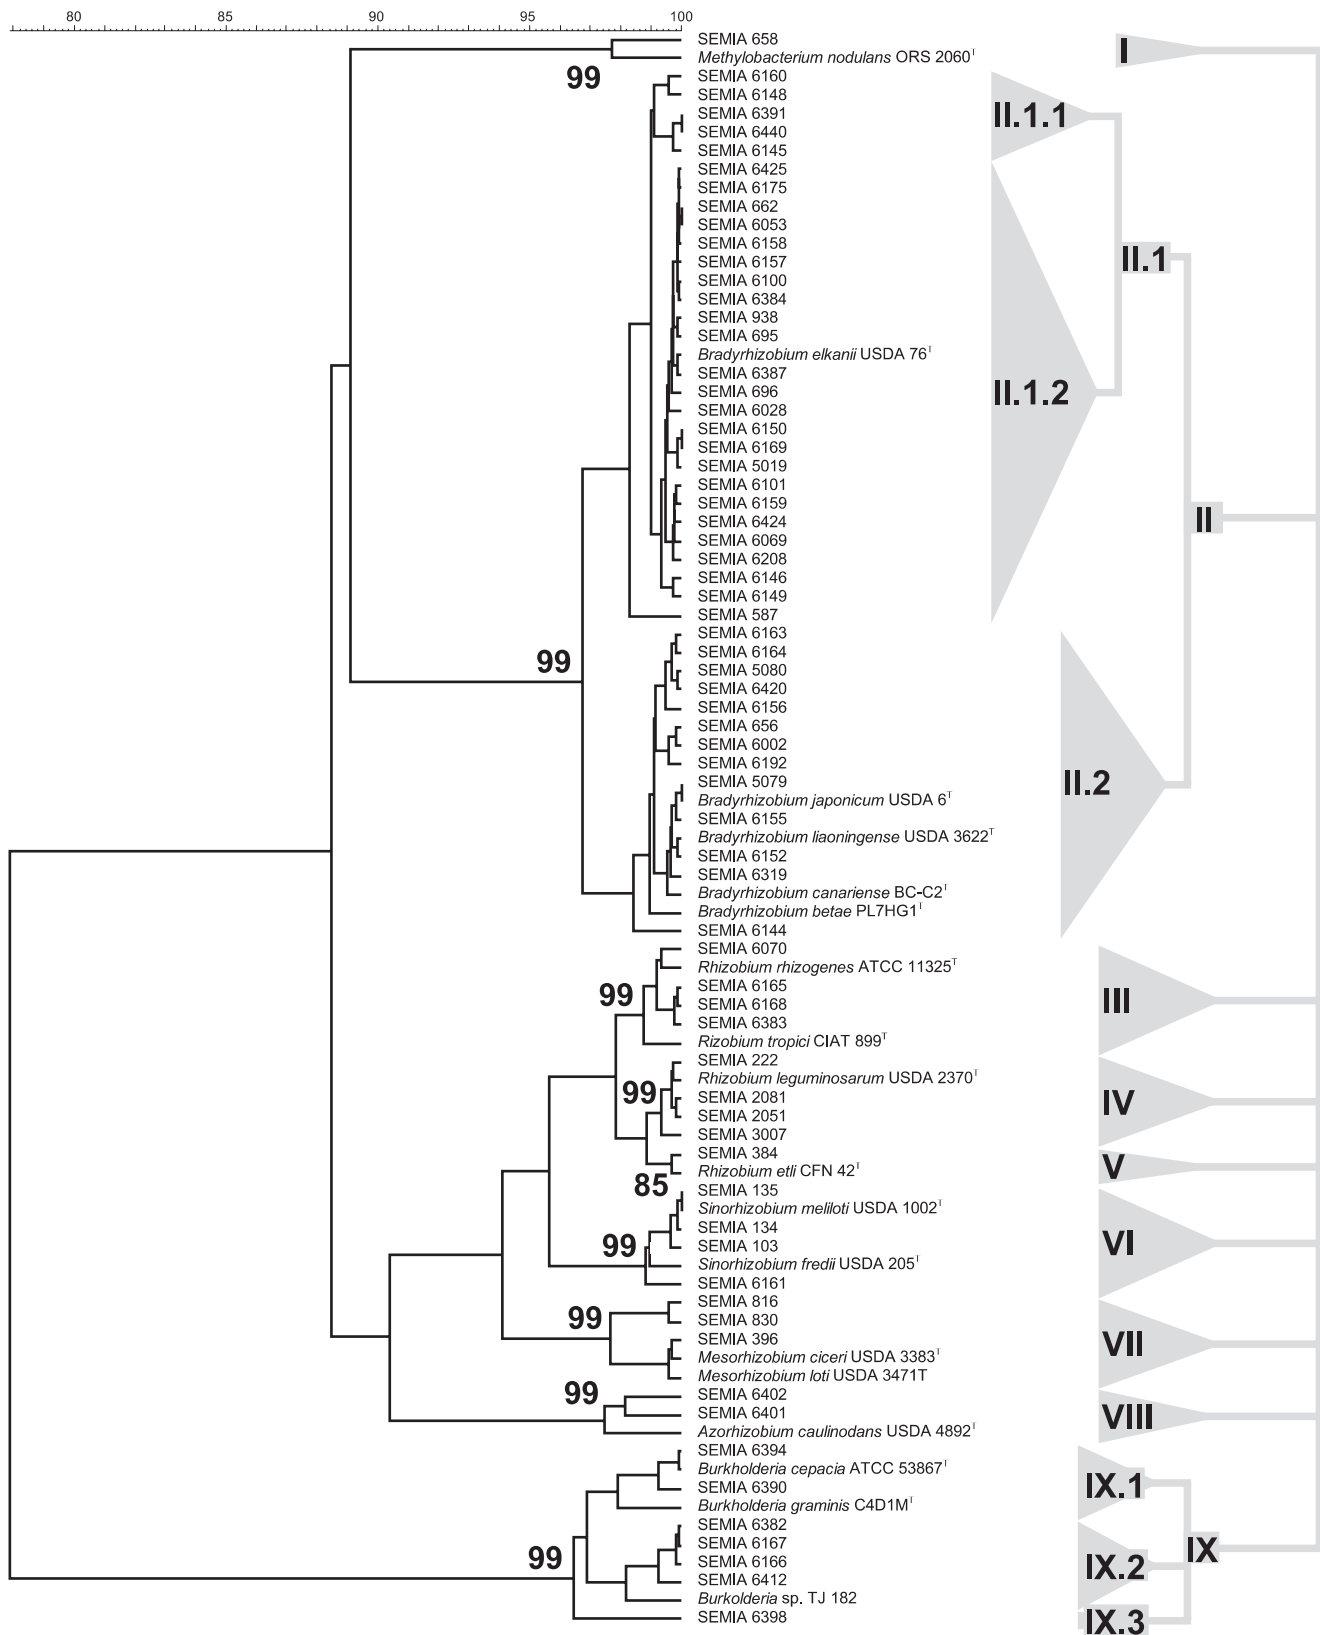 80 85 90 95 100
SEMIA 658
Methylobacterium nodulans ORS 2060T
I
99
SEMIA 6160
SEMIA 6148
SEMIA 6391
II.1.1
SEMIA 6440
SEMIA 6145
SEMIA 6425
SEMIA 6175
SEMIA 662
SEMIA 6053
SEMIA 6158
SEMIA 6157
II.1
SEMIA 6100
SEMIA 6384
SEMIA 938
SEMIA 695
Bradyrhizobium elkanii USDA 76T
SEMIA 6387
SEMIA 696
II.1.2
SEMIA 6028
SEMIA 6150
SEMIA 6169
SEMIA 5019
SEMIA 6101
SEMIA 6159
SEMIA 6424
II
SEMIA 6069
SEMIA 6208
SEMIA 6146
SEMIA 6149
SEMIA 587
SEMIA 6163
99
SEMIA 6164
SEMIA 5080
SEMIA 6420
SEMIA 6156
SEMIA 656
SEMIA 6002
SEMIA 6192
SEMIA 5079
II.2
Bradyrhizobium japonicum USDA 6T
SEMIA 6155
Bradyrhizobium liaoningense USDA 3622T
SEMIA 6152
SEMIA 6319
Bradyrhizobium canariense BC-C2T
Bradyrhizobium betae PL7HG1T
SEMIA 6144
SEMIA 6070
Rhizobium rhizogenes ATCC 11325T
SEMIA 6165
99
SEMIA 6168
III
SEMIA 6383
Rizobium tropici CIAT 899T
SEMIA 222
Rhizobium leguminosarum USDA 2370T
99
SEMIA 2081
IV
SEMIA 2051
SEMIA 3007
SEMIA 384
Rhizobium etli CFN 42T
V
85
SEMIA 135
Sinorhizobium meliloti USDA 1002T
SEMIA 134
99
SEMIA 103
VI
Sinorhizobium fredii USDA 205T
SEMIA 6161
SEMIA 816
99
SEMIA 830
SEMIA 396
VII
Mesorhizobium ciceri USDA 3383T
Mesorhizobium loti USDA 3471T
99
SEMIA 6402
SEMIA 6401
VIII
Azorhizobium caulinodans USDA 4892T
SEMIA 6394
Burkholderia cepacia ATCC 53867T
IX.1
SEMIA 6390
Burkholderia graminis C4D1MT
SEMIA 6382
SEMIA 6167
IX
99
SEMIA 6166
IX.2
SEMIA 6412
Burkolderia sp. TJ 182
SEMIA 6398
IX.3